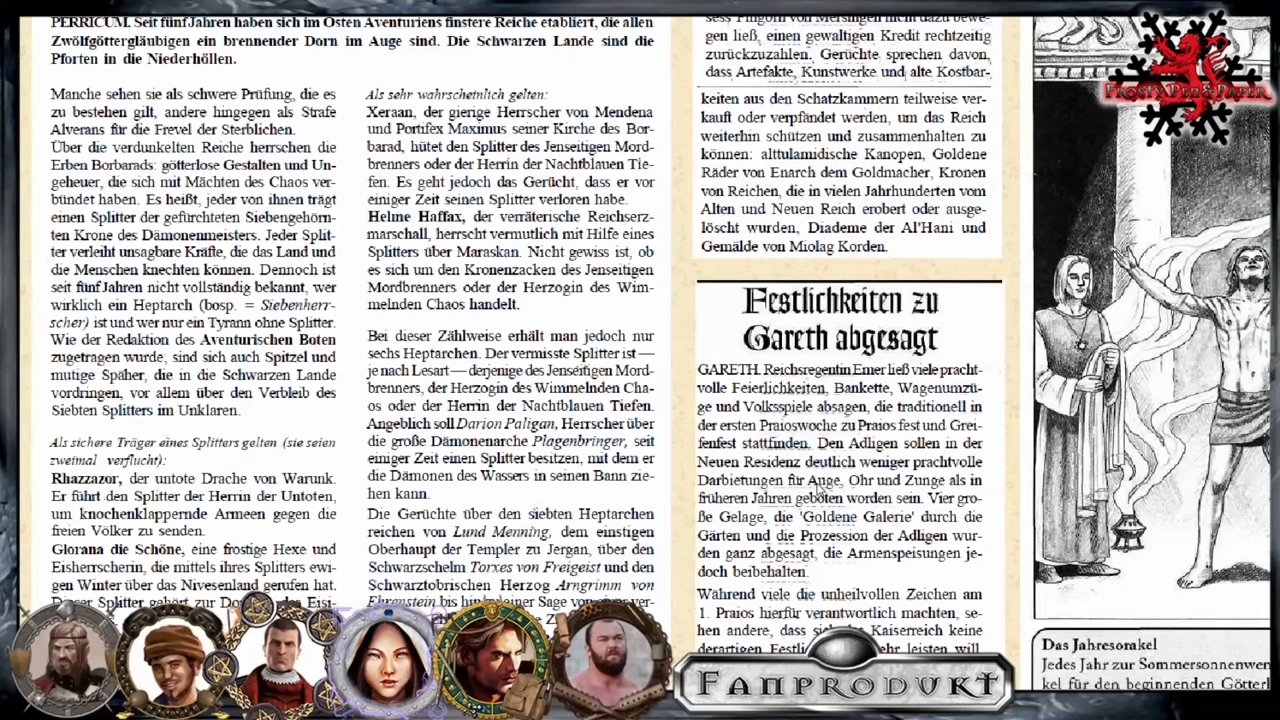 PERRICUM. Seit fünf Jahren haben sich im Osten Aventuriens finstere Reiche etabliert, die allen
Zwölfgöttergläubigen ein brennender Dorn im Auge sind. Die Schwarzen Lande sind die
Pforten in die Niederhöllen.
Manche sehen sie als schwere Prüfung, die es
zu bestehen gilt, andere hingegen als Strafe
Alverans für die Frevel der Sterblichen.
Über die verdunkelten Reiche herrschen die
Erben Borbarads: götterlose Gestalten und Un-
geheuer, die sich mit Mächten des Chaos ver-
bündet haben. Es heißt, jeder von ihnen trägt
einen Splitter der gefürchteten Siebengehörn-
ten Krone des Dämonenmeisters. Jeder Split-
ter verleiht unsagbare Kräfte, die das Land und
die Menschen knechten können. Dennoch ist
seit fünf Jahren nicht vollständig bekannt, wer
wirklich ein Heptarch (bosp. = Siebenherr-
scher) ist und wer nur ein Tyrann ohne Splitter.
Wie der Redaktion des Aventurischen Boten
zugetragen wurde, sind sich auch Spitzel und
mutige Späher, die in die Schwarzen Lande
vordringen, vor allem über den Verbleib des
Siebten Splitters im Unklaren.
Als sichere Träger eines Splitters gelten (sie seien
zweimal verflucht):
Rhazzazor, der untote Drache von Warunk.
Er führt den Splitter der Herrin der Untoten,
um knochenklappernde Armeen gegen die
freien Völker zu senden.
Glorana die Schöne, eine frostige Hexe und
Eisherrscherin, die mittels ihres Splitters ewi-
gen Winter über das Nivesenland gerufen hat.
Dieser Splitter gehört zur
Als sehr wahrscheinlich gelten:
Xeraan, der gierige Herrscher von Mendena
und Portifex Maximus seiner Kirche des Bor-
barad, hütet den Splitter des Jenseitigen Mord-
brenners oder der Herrin der Nachtblauen Tie-
fen. Es geht jedoch das Gerücht, dass er vor
einiger Zeit seinen Splitter verloren habe.
Helme Haffax, der verräterische Reichserz-
marschall, herrscht vermutlich mit Hilfe eines
Splitters über Maraskan. Nicht gewiss ist, ob
es sich um den Kronenzacken des Jenseitigen
Mordbrenners oder der Herzogin des Wim-
melnden Chaos handelt.
Bei dieser Zählweise erhält man jedoch nur
sechs Heptarchen. Der vermisste Splitter ist —
je nach Lesart — derjenige des Jenseitigen Mord-
brenners, der Herzogin des Wimmelnden Cha-
os oder der Herrin der Nachtblauen Tiefen.
Angeblich soll Darion Paligan, Herrscher über
die große Dämonenarche Plagenbringer, seit
einiger Zeit einen Splitter besitzen, mit dem er
die Dämonen des Wassers in seinen Bann zie-
hen kann.
Die Gerüchte über den siebten Heptarchen
reichen von Lund Menning, dem einstigen
Oberhaupt der Templer zu Jergan, über den
Schwarzschelm Torxes von Freigeist und den
Schwarztobrischen Herzog Arngrimm von
Ehrenstein bis hin einer Sage von
gen ließ, einen gewaltigen Kredit rechtzeitig
zurückzuzahlen. Gerüchte sprechen davon,
dass Artefakte, Kunstwerke und alte Kostbar-
keiten aus den Schatzkammern teilweise ver-
kauft oder verpfändet werden, um das Reich
weiterhin schützen und zusammenhalten zu
können: alttulamidische Kanopen, Goldene
Räder von Enarch dem Goldmacher, Kronen
von Reichen, die in vielen Jahrhunderten vom
Alten und Neuen Reich erobert oder ausge-
löscht wurden, Diademe der Al'Hani und
Gemälde von Miolag Korden.
Festlichkeiten zu
Gareth abgesagt
GARETH. Reichsregentin Emer ließ viele pracht-
volle Feierlichkeiten, Bankette, Wagenumzü-
ge und Volksspiele absagen, die traditionell in
der ersten Praioswoche zu Praiosfest und Grei-
fenfest stattfinden. Den Adligen sollen in der
Neuen Residenz deutlich weniger prachtvolle
Darbietungen für Auge, Ohr und Zunge als in
früheren Jahren geboten worden sein. Vier gro-
ße Gelage, die 'Goldene Galerie' durch die
Gärten und die Prozession der Adligen wur-
den ganz abgesagt, die Armenspeisungen je-
doch beibehalten.
Während viele die unheilvollen Zeichen am
1. Praios hierfür verantwortlich machten, se-
hen andere, dass Kaiserreich keine
derartigen leisten will
Das Jahresorakel
Jedes Jahr zur Sommersonnenwen
kel für den beginnenden Götterl
FROSTY PEN & PAPER
FANPRODUKT